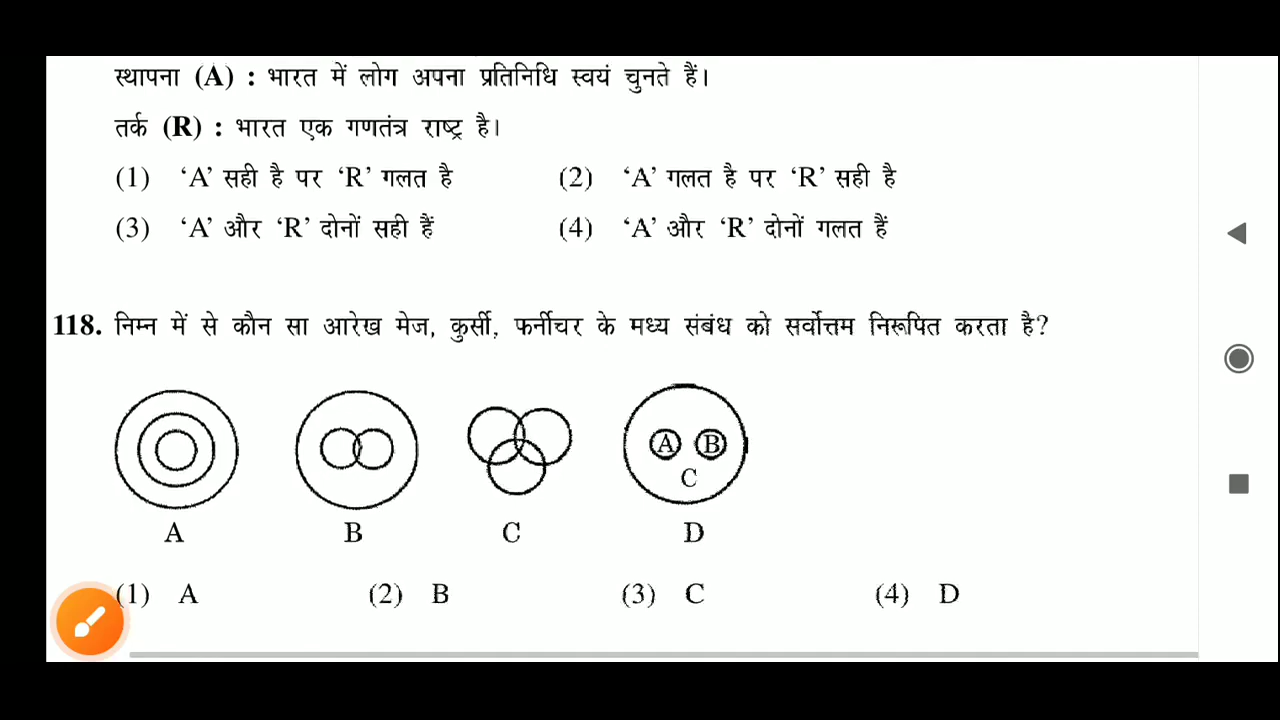 स्थापना (A) : भारत में लोग अपना प्रतिनिधि स्वयं चुनते हैं।
तर्क (R) : भारत एक गणतंत्र राष्ट्र है।
(1) ‘A’ सही है पर ‘R’ गलत है (2) ‘A’ गलत है पर ‘R’ सही है
(3) ‘A’ और ‘R’ दोनों सही हैं (4) ‘A’ और ‘R’ दोनों गलत हैं
118. निम्न में से कौन सा आरेख मेज, कुर्सी, फर्नीचर के मध्य संबंध को सर्वोत्तम निरूपित करता है?
A B
C
A B C D
(1) A (2) B (3) C (4) D